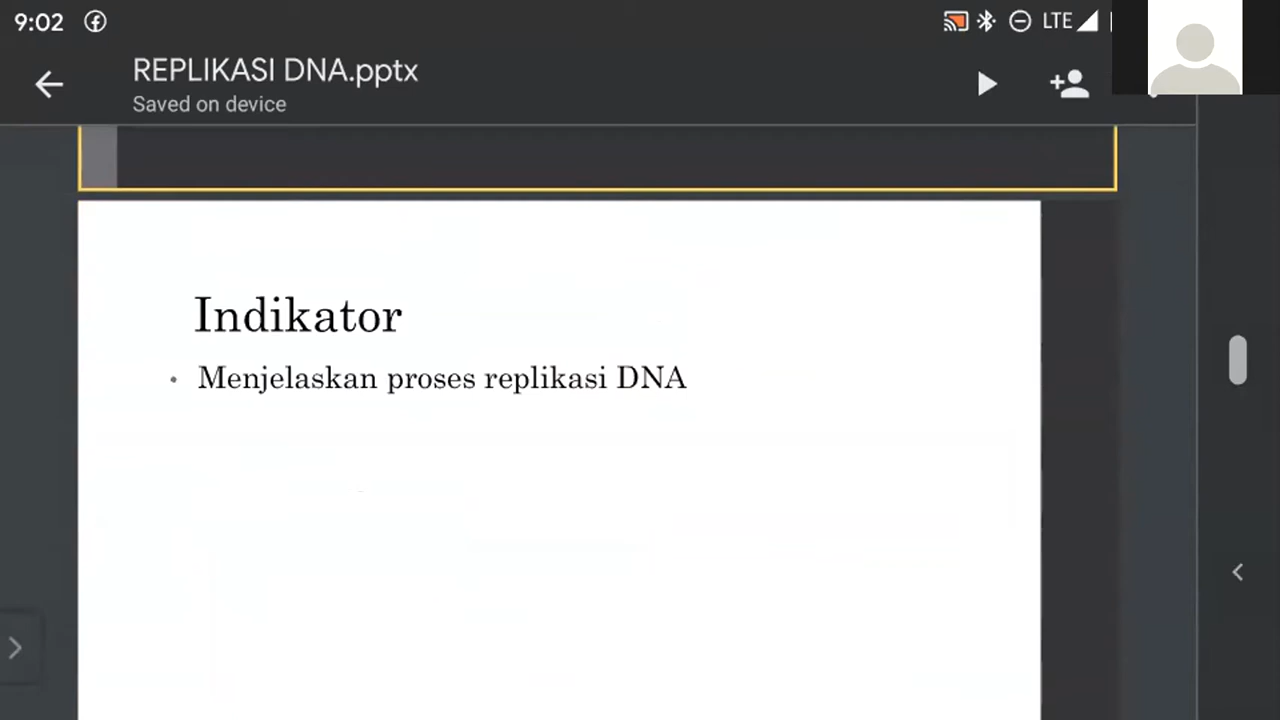 9:02
LTE
REPLIKASI DNA.pptx
Saved on device
Indikator
• Menjelaskan proses replikasi DNA